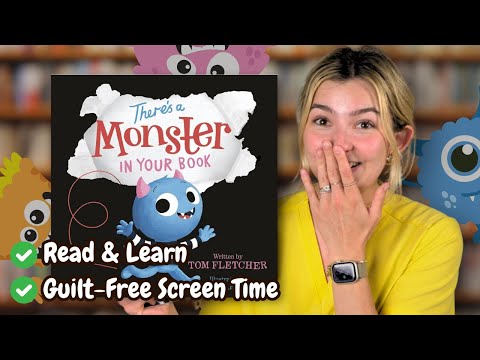 There's a
Monster
IN YOUR BOOK
Written by
TOM FLETCHER
Read & Learn
Guilt-Free Screen Time